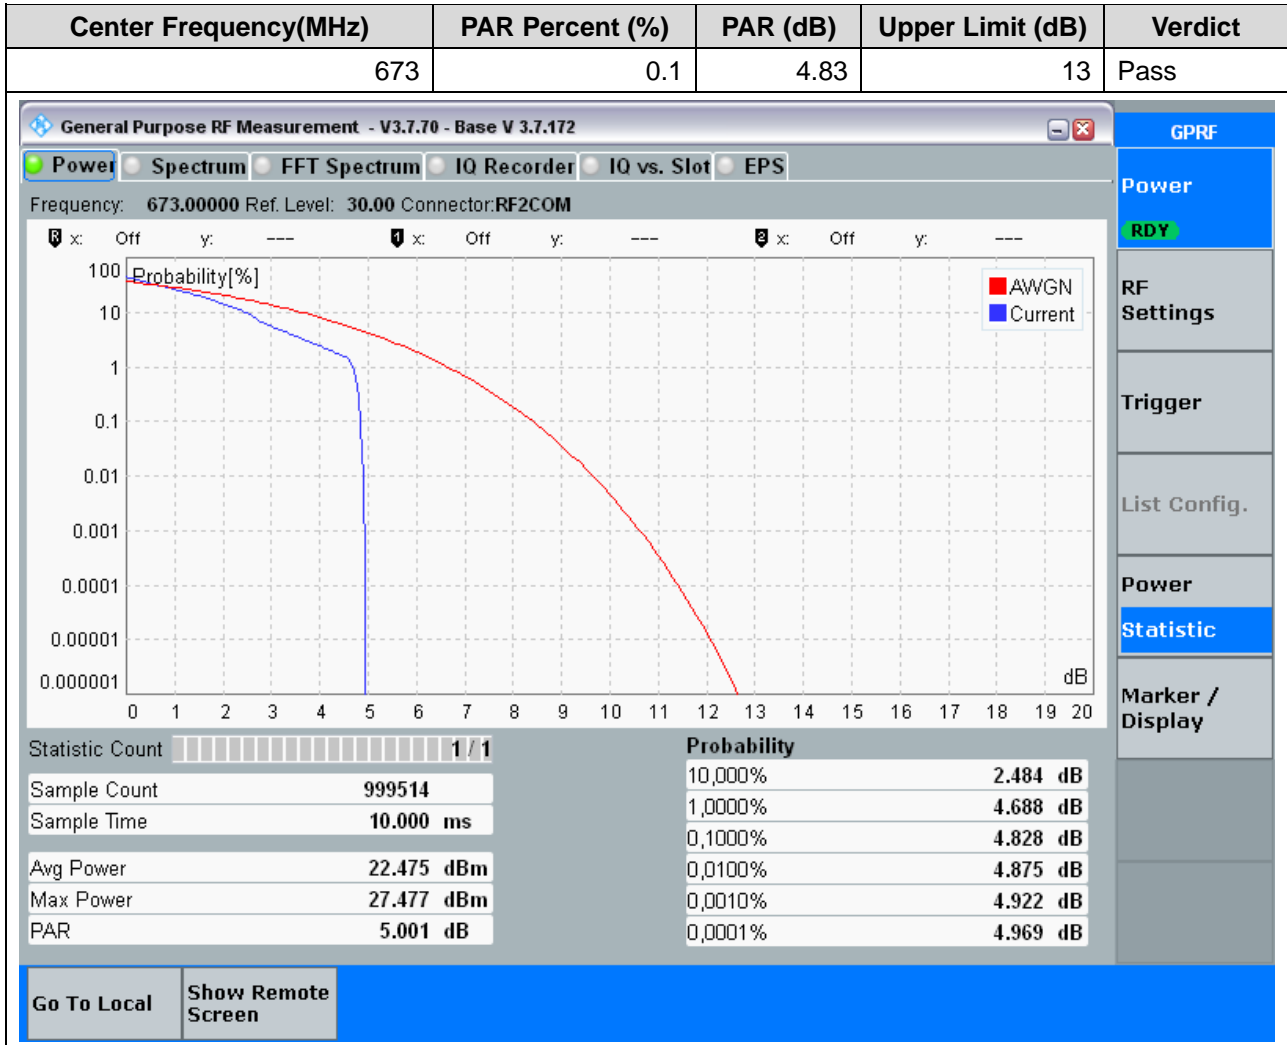 Center Frequency(MHz) PAR Percent (%) PAR (dB) Upper Limit (dB) Verdict
673 0.1 4.83 13 Pass
General Purpose RF Measurement - V3.7.70 - Base V 3.7.172
GPRF
Power Spectrum FFT Spectrum IQ Recorder IQ vs. Slot EPS
Frequency: 673.00000 Ref. Level: 30.00 Connector:RF2COM
R x: Off y: --- 1 x: Off y: --- 2 x: Off y: ---
Probability[%]
100
10
1
0.1
0.01
0.001
0.0001
0.00001
0.000001
AWGN
Current
dB
0 1 2 3 4 5 6 7 8 9 10 11 12 13 14 15 16 17 18 19 20
Statistic Count 1 / 1
Sample Count 999514
Sample Time 10.000 ms
Avg Power 22.475 dBm
Max Power 27.477 dBm
PAR 5.001 dB
Probability
10,000% 2.484 dB
1,0000% 4.688 dB
0,1000% 4.828 dB
0,0100% 4.875 dB
0,0010% 4.922 dB
0,0001% 4.969 dB
Power
RDY
RF
Settings
Trigger
List Config.
Power
Statistic
Marker /
Display
Go To Local
Show Remote
Screen